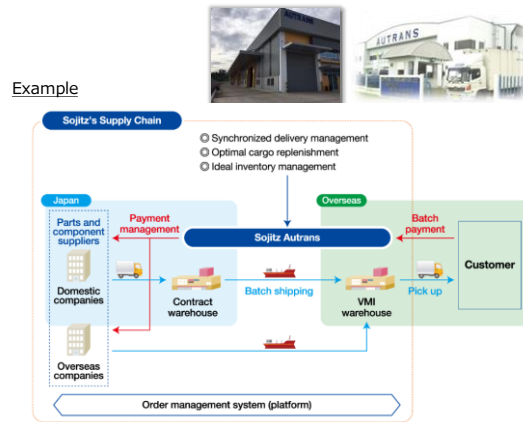 AUTRANS
AUTRANS
Example
Sojitz's Supply Chain
◎ Synchronized delivery management
◎ Optimal cargo replenishment
◎ Ideal inventory management
Japan
Overseas
Parts and
component
suppliers
Payment
management
Batch
payment
Sojitz Autrans
Customer
Domestic
companies
Contract
warehouse
Batch shipping
VMI
warehouse
Pick up
Overseas
companies
Order management system (platform)